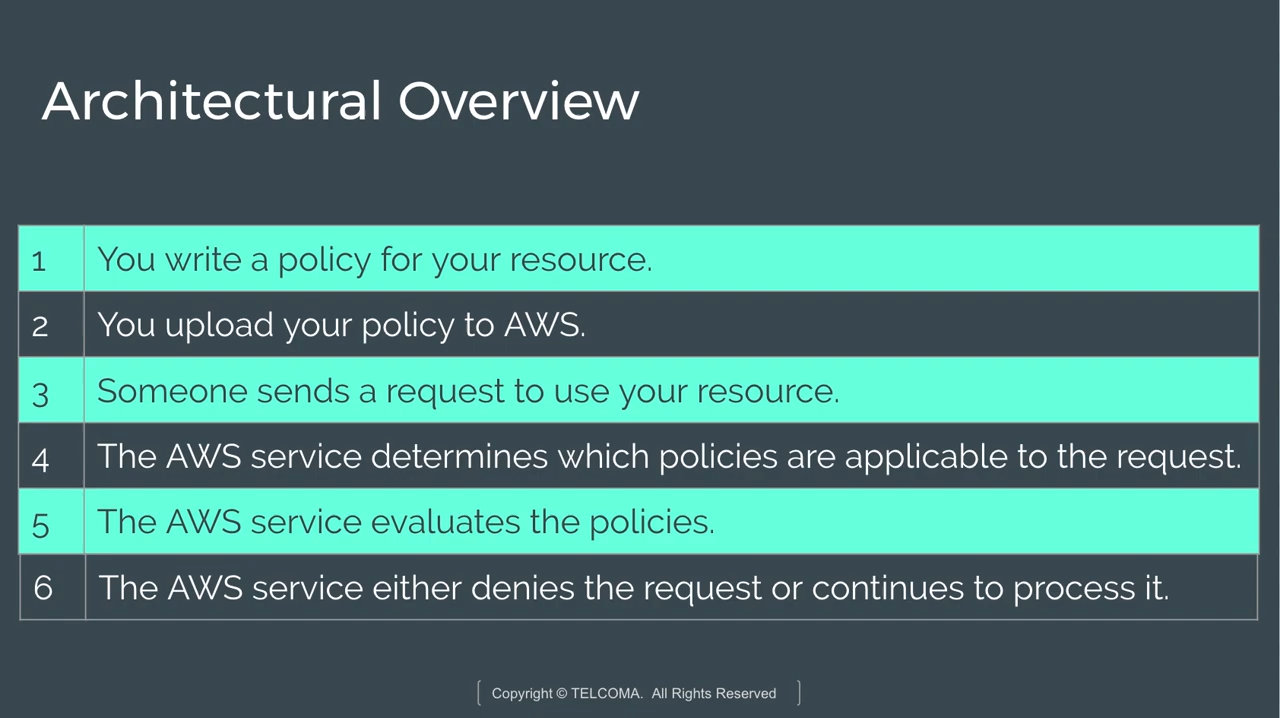 Architectural Overview
1 You write a policy for your resource.
2 You upload your policy to AWS.
3 Someone sends a request to use your resource.
4 The AWS service determines which policies are applicable to the request.
5 The AWS service evaluates the policies.
6 The AWS service either denies the request or continues to process it.
Copyright © TELCOMA. All Rights Reserved